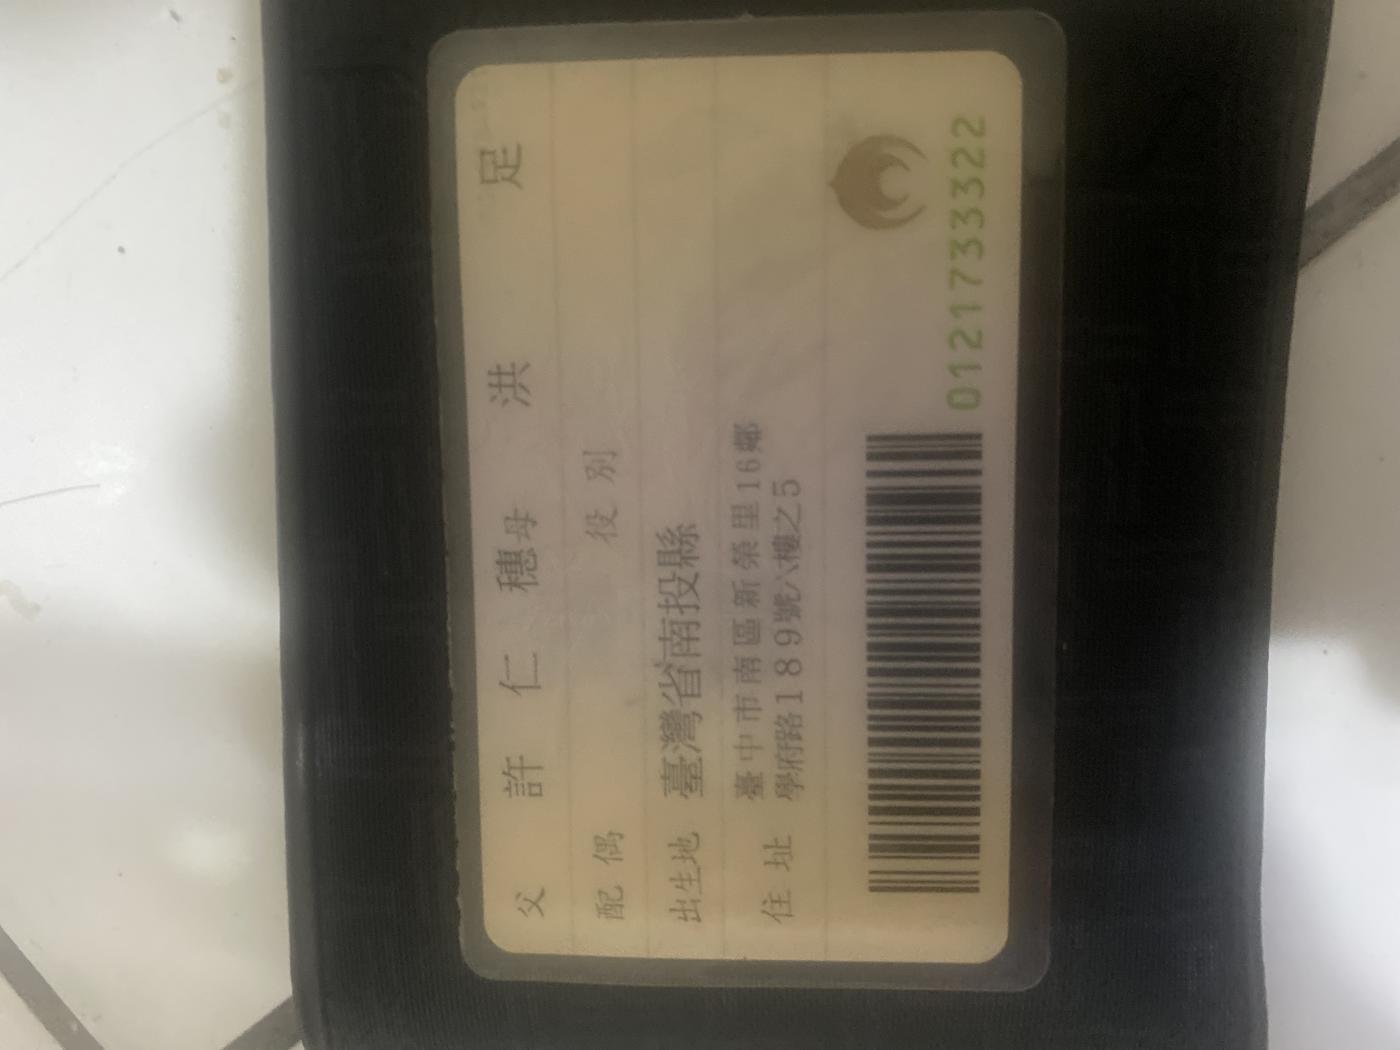 父 許仁穗 母 洪足
配偶 役別
出生地 臺灣省南投縣
住址 臺中市南區新榮里16鄰
學府路189號六樓之5
0121733322